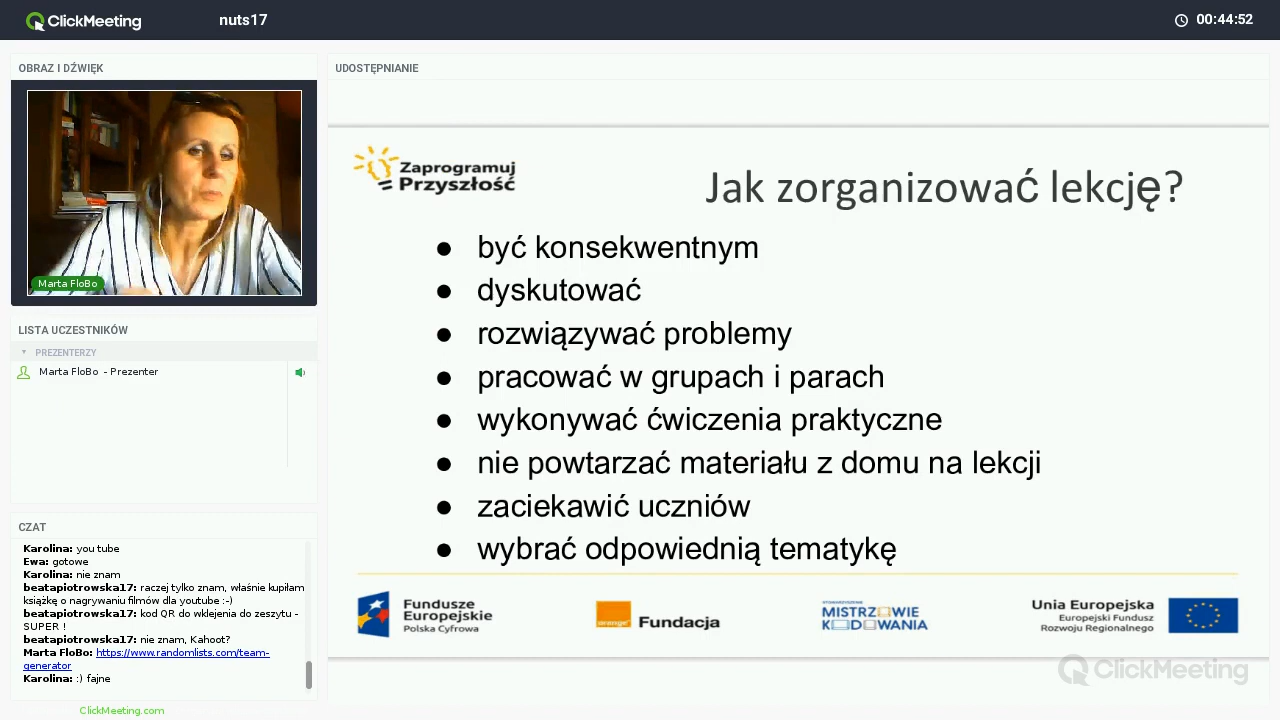 ClickMeeting
nuts17
00:44:52
OBRAZ I DŹWIĘK
Marta FloBo
LISTA UCZESTNIKÓW
PREZENTERZY
Marta FloBo - Prezenter
CZAT
Karolina: you tube
Ewa: gotowe
Karolina: nie znam
beatapiotrowska17: raczej tylko znam, właśnie kupiłam
książkę o nagrywaniu filmów dla youtube :-)
beatapiotrowska17: kod QR do wklejenia do zeszytu -
SUPER !
beatapiotrowska17: nie znam, Kahoot?
Marta FloBo: https://www.randomlists.com/team-
generator
Karolina: :) fajne
ClickMeeting.com
UDOSTĘPNIANIE
Zaprogramuj
Przyszłość
Jak zorganizować lekcję?
● być konsekwentnym
● dyskutować
● rozwiązywać problemy
● pracować w grupach i parach
● wykonywać ćwiczenia praktyczne
● nie powtarzać materiału z domu na lekcji
● zaciekawić uczniów
● wybrać odpowiednią tematykę
Fundusze
Europejskie
Polska Cyfrowa
orange
Fundacja
STOWARZYSZENIE
MISTRZOWIE
KODOWANIA
Unia Europejska
Europejski Fundusz
Rozwoju Regionalnego
ClickMeeting